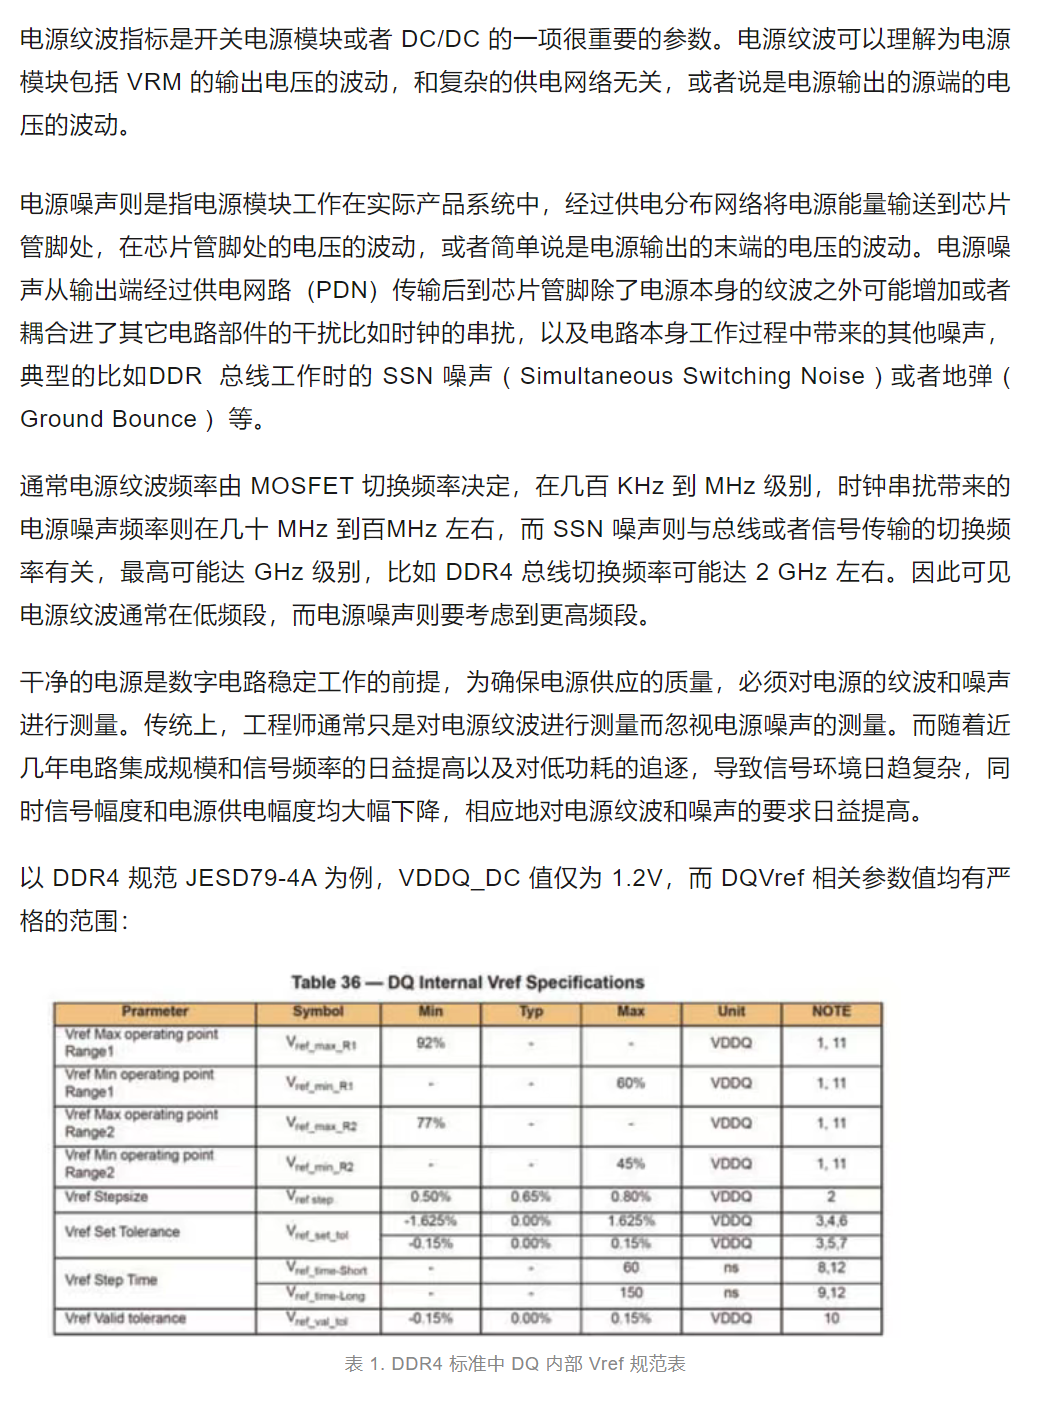 电源纹波指标是开关电源模块或者 DC/DC 的一项很重要的参数。电源纹波可以理解为电源
模块包括 VRM 的输出电压的波动，和复杂的供电网络无关，或者说是电源输出的源端的电
压的波动。
电源噪声则是指电源模块工作在实际产品系统中，经过供电分布网络将电源能量输送到芯片
管脚处，在芯片管脚处的电压的波动，或者简单说是电源输出的末端的电压的波动。电源噪
声从输出端经过供电网路（PDN）传输后到芯片管脚除了电源本身的纹波之外可能增加或者
耦合进了其它电路部件的干扰比如时钟的串扰，以及电路本身工作过程中带来的其他噪声，
典型的比如DDR 总线工作时的 SSN 噪声 ( Simultaneous Switching Noise ) 或者地弹 (
Ground Bounce ) 等。
通常电源纹波频率由 MOSFET 切换频率决定，在几百 KHz 到 MHz 级别，时钟串扰带来的
电源噪声频率则在几十 MHz 到百MHz 左右，而 SSN 噪声则与总线或者信号传输的切换频
率有关，最高可能达 GHz 级别，比如 DDR4 总线切换频率可能达 2 GHz 左右。因此可见
电源纹波通常在低频段，而电源噪声则要考虑到更高频段。
干净的电源是数字电路稳定工作的前提，为确保电源供应的质量，必须对电源的纹波和噪声
进行测量。传统上，工程师通常只是对电源纹波进行测量而忽视电源噪声的测量。而随着近
几年电路集成规模和信号频率的日益提高以及对低功耗的追逐，导致信号环境日趋复杂，同
时信号幅度和电源供电幅度均大幅下降，相应地对电源纹波和噪声的要求日益提高。
以 DDR4 规范 JESD79-4A 为例，VDDQ_DC 值仅为 1.2V，而 DQVref 相关参数值均有严
格的范围：
Table 36 — DQ Internal Vref Specifications
Prarmeter Symbol Min Typ Max Unit NOTE
Vref Max operating point
Range1 Vref_max_R1 92% - - VDDQ 1, 11
Vref Min operating point
Range1 Vref_min_R1 - - 60% VDDQ 1, 11
Vref Max operating point
Range2 Vref_max_R2 77% - - VDDQ 1, 11
Vref Min operating point
Range2 Vref_min_R2 - - 45% VDDQ 1, 11
Vref Stepsize Vref step 0.50% 0.65% 0.80% VDDQ 2
Vref Set Tolerance Vref_set_tol -1.625% 0.00% 1.625% VDDQ 3,4,6
-0.15% 0.00% 0.15% VDDQ 3,5,7
Vref Step Time Vref_time-Short - - 60 ns 8,12
Vref_time-Long - - 150 ns 9,12
Vref Valid tolerance Vref_val_tol -0.15% 0.00% 0.15% VDDQ 10
表 1. DDR4 标准中 DQ 内部 Vref 规范表